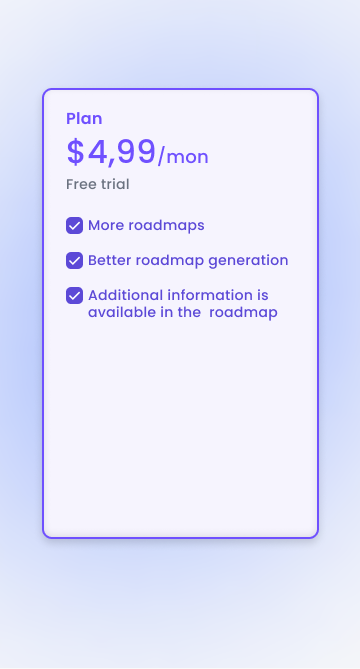 Plan
$4,99/mon
Free trial
More roadmaps
Better roadmap generation
Additional information is
available in the  roadmap